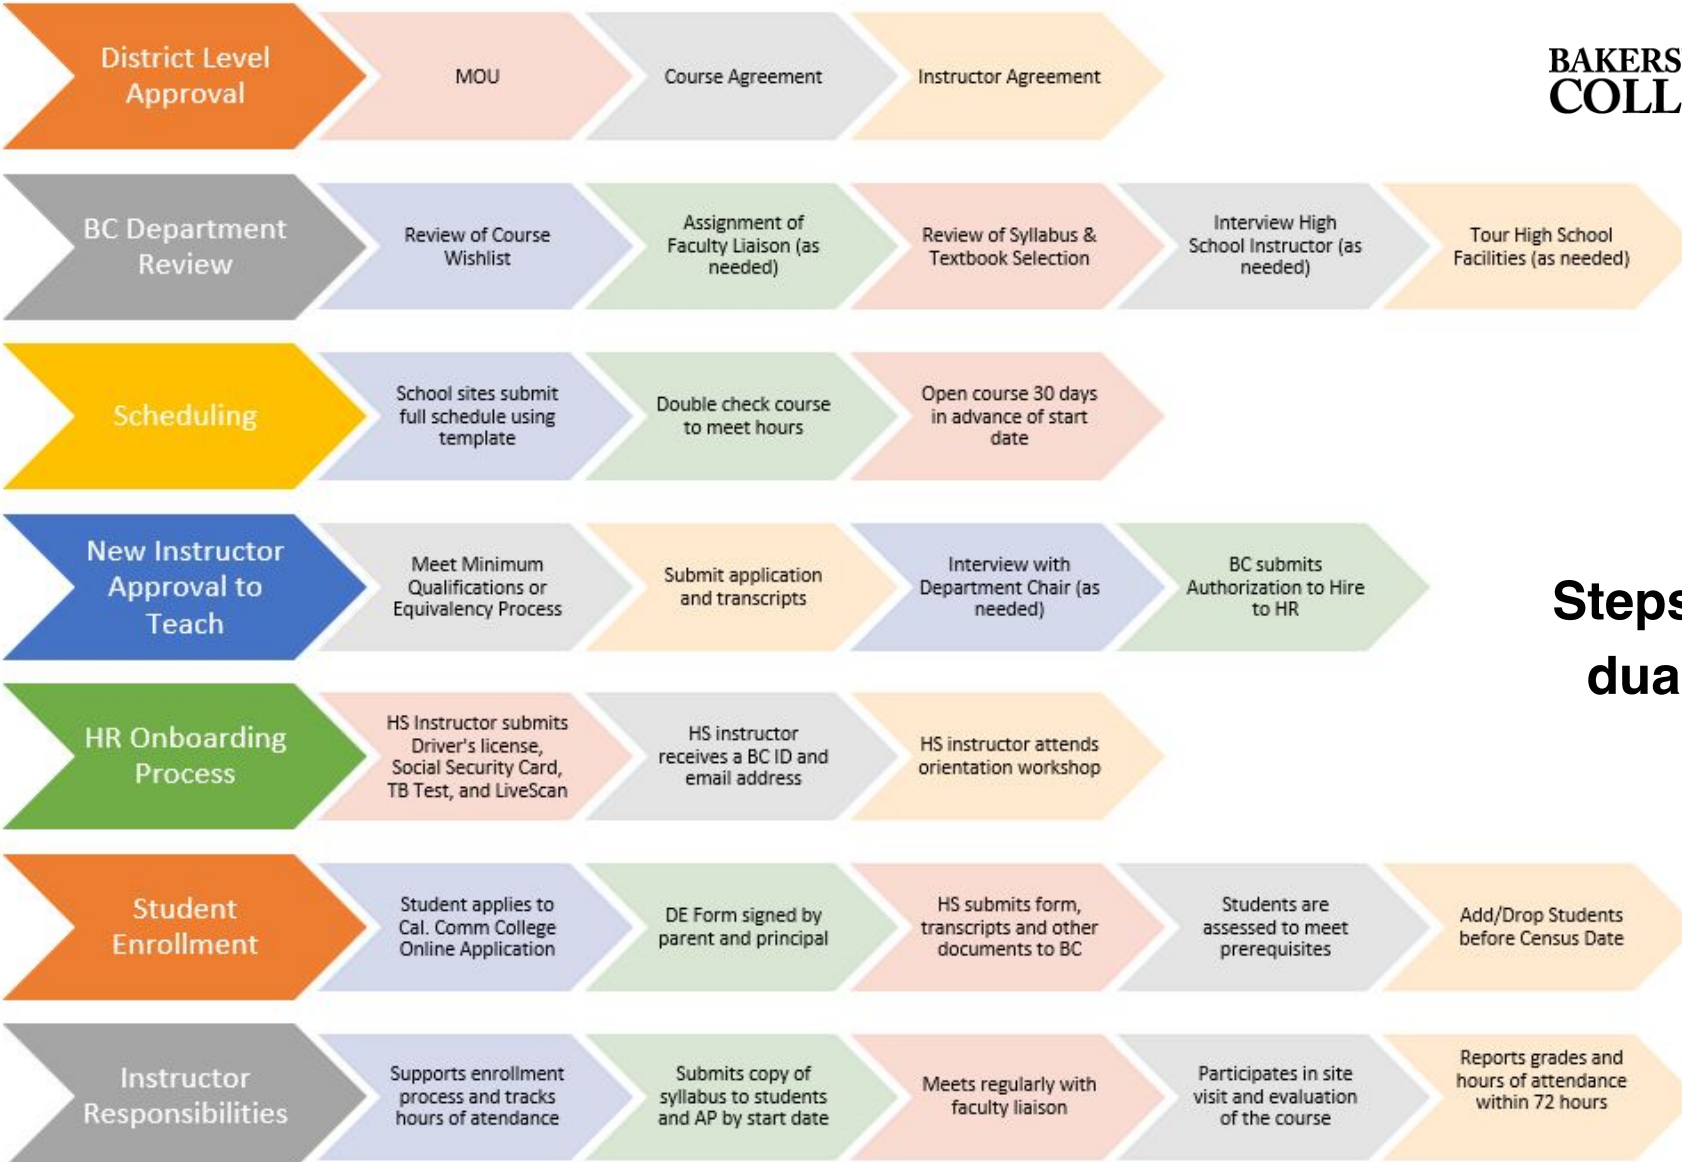 District Level
Approval
MOU
Course Agreement
Instructor Agreement
BAKERS
COLL
BC Department
Review
Review of Course
Wishlist
Assignment of
Faculty Liaison (as
needed)
Review of Syllabus &
Textbook Selection
Interview High
School Instructor (as
needed)
Tour High School
Facilities (as needed)
Scheduling
School sites submit
full schedule using
template
Double check course
to meet hours
Open course 30 days
in advance of start
date
New Instructor
Approval to
Teach
Meet Minimum
Qualifications or
Equivalency Process
Submit application
and transcripts
Interview with
Department Chair (as
needed)
BC submits
Authorization to Hire
to HR
Steps
dua
HR Onboarding
Process
HS Instructor submits
Driver's license,
Social Security Card,
TB Test, and LiveScan
HS instructor
receives a BC ID and
email address
HS instructor attends
orientation workshop
Student
Enrollment
Student applies to
Cal. Comm College
Online Application
DE Form signed by
parent and principal
HS submits form,
transcripts and other
documents to BC
Students are
assessed to meet
prerequisites
Add/Drop Students
before Census Date
Instructor
Responsibilities
Supports enrollment
process and tracks
hours of atendance
Submits copy of
syllabus to students
and AP by start date
Meets regularly with
faculty liaison
Participates in site
visit and evaluation
of the course
Reports grades and
hours of attendance
within 72 hours